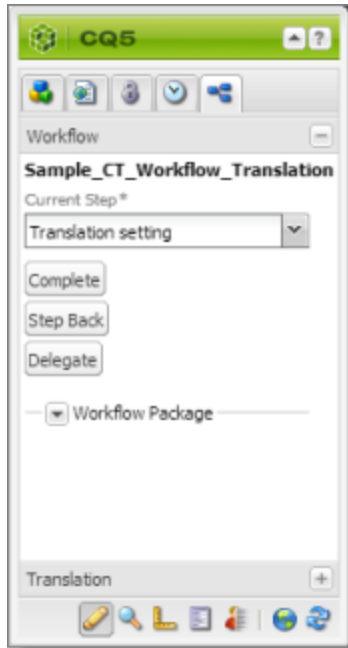 CQ5
?
Workflow
Sample_CT_Workflow_Translation
Current Step*
Translation setting
Complete
Step Back
Delegate
Workflow Package
Translation